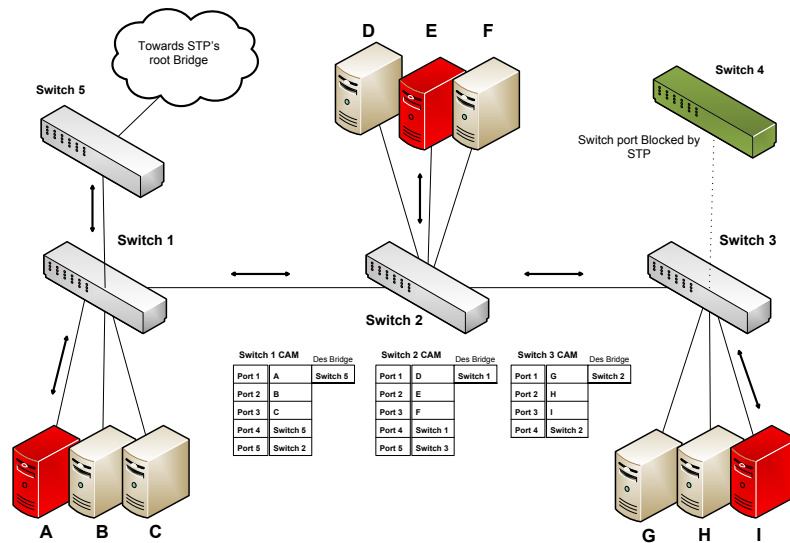 Towards STP's
root Bridge
D
E
F
Switch 5
Switch 4
Switch port Blocked by
STP
Switch 1
Switch 3
Switch 2
Switch 1 CAM
Des Bridge
Port 1 A Switch 5
Port 2 B
Port 3 C
Port 4 Switch 5
Port 5 Switch 2
Switch 2 CAM
Des Bridge
Port 1 D Switch 1
Port 2 E
Port 3 F
Port 4 Switch 1
Port 5 Switch 3
Switch 3 CAM
Des Bridge
Port 1 G Switch 2
Port 2 H
Port 3 I
Port 4 Switch 2
A
B
C
G
H
I